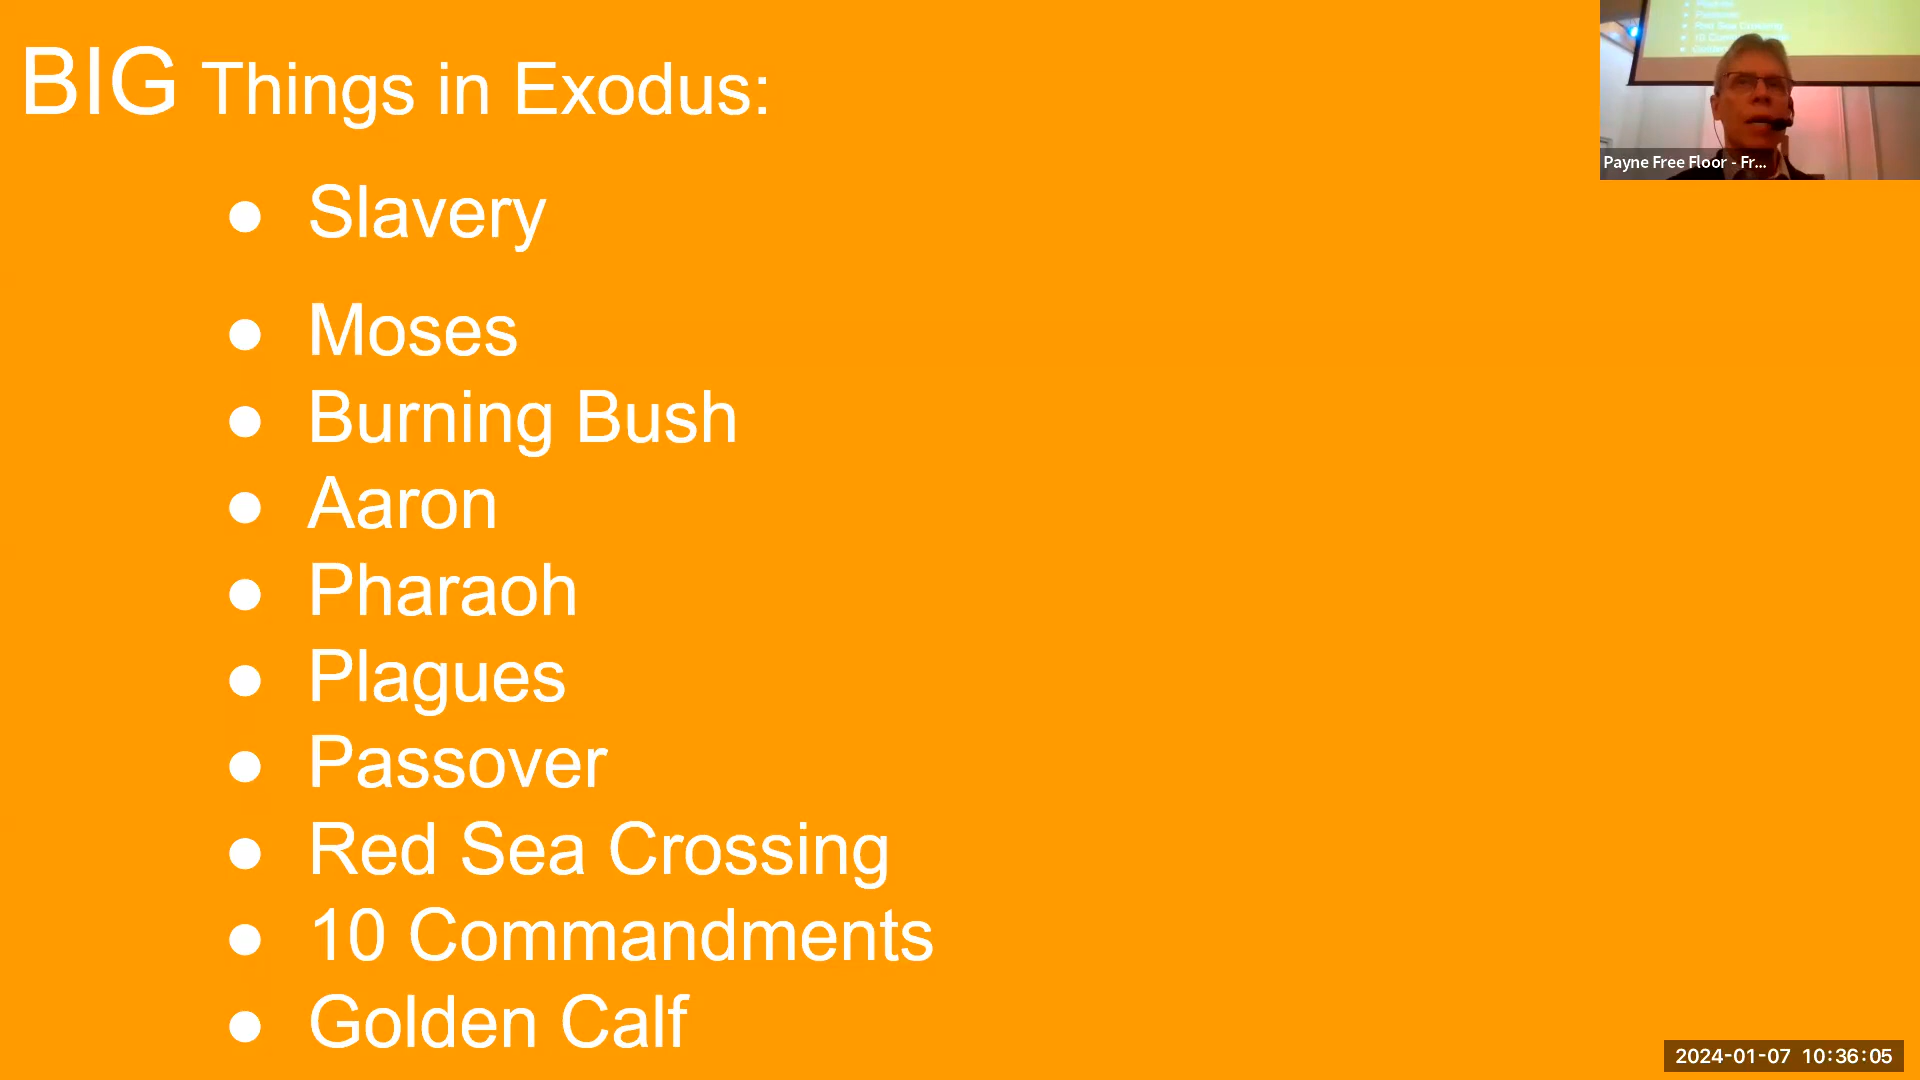 BIG Things in Exodus:
● Slavery
● Moses
● Burning Bush
● Aaron
● Pharaoh
● Plagues
● Passover
● Red Sea Crossing
● 10 Commandments
● Golden Calf
Payne Free Floor - Fr...
2024-01-07 10:36:05